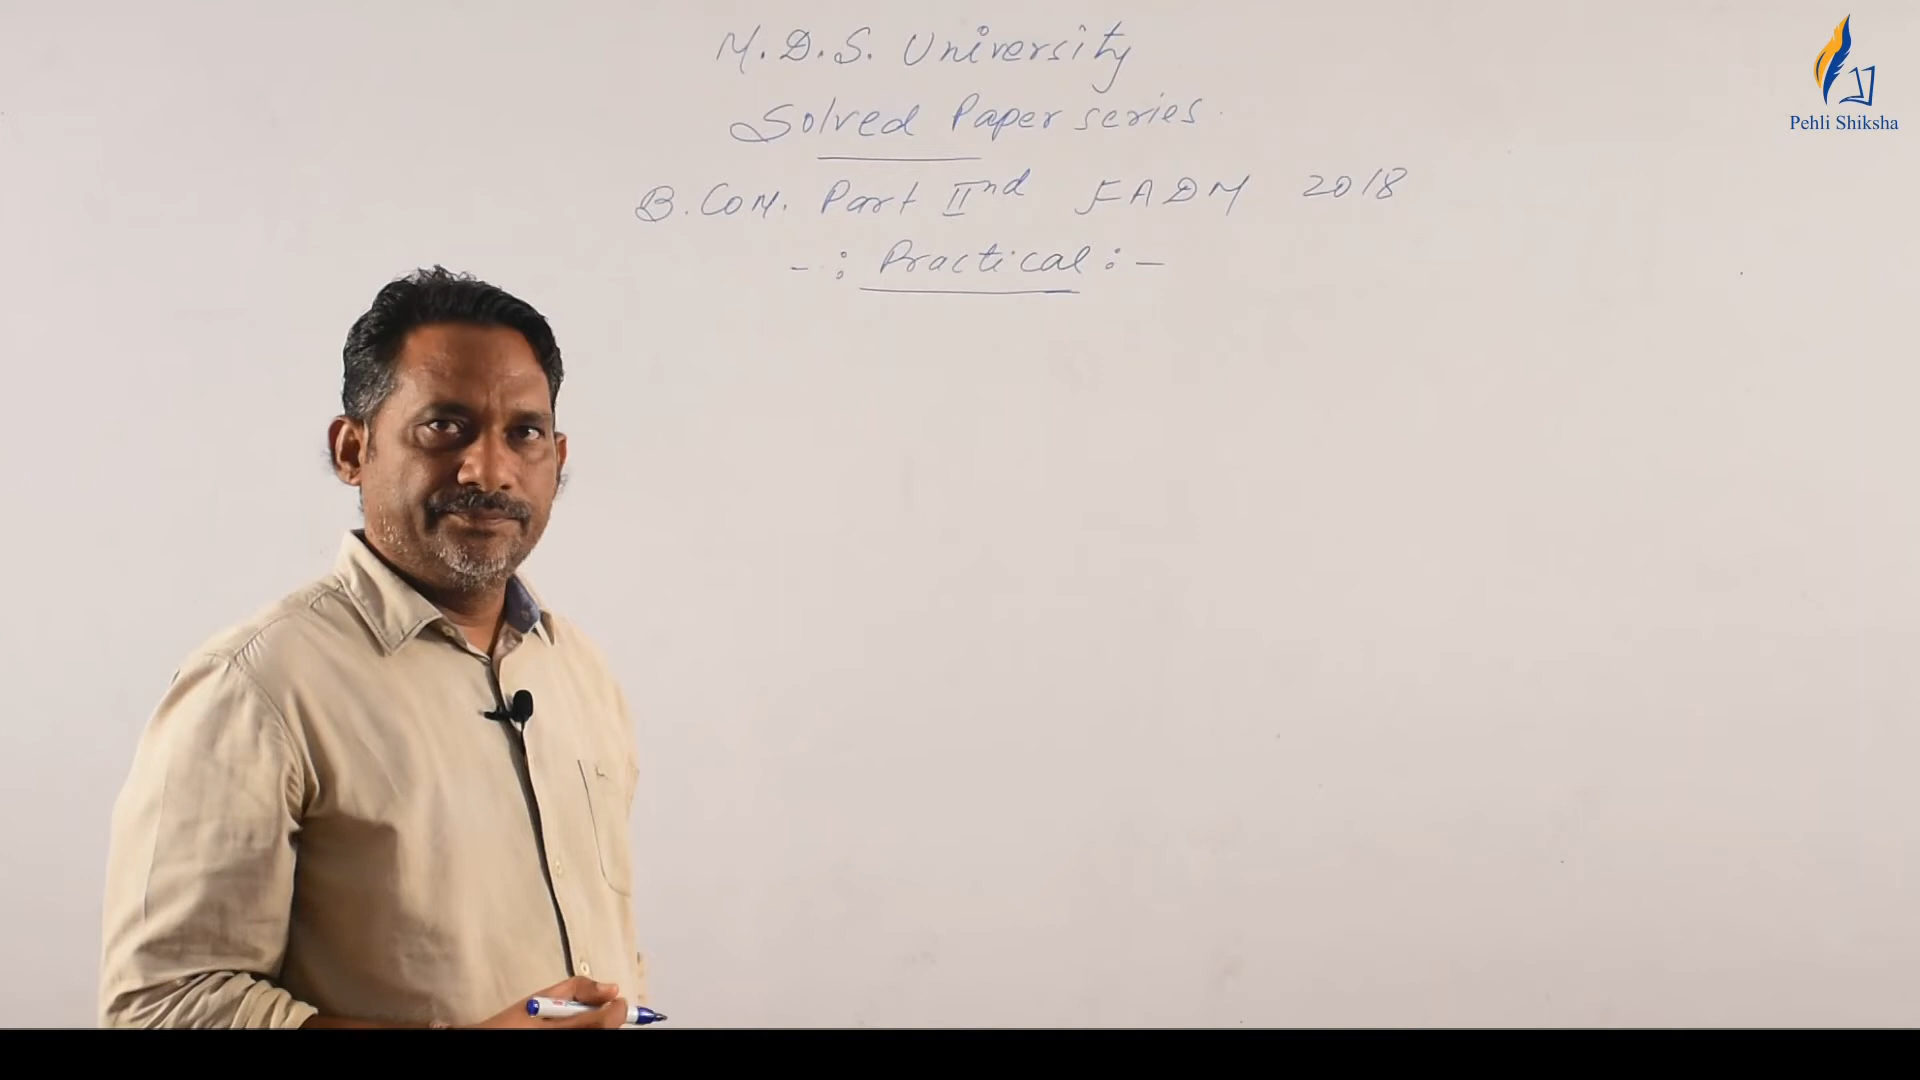 M.D.S. University
Solved Paper series.
B.COM. Part IInd FADM 2018
-: Practical :-
Pehli Shiksha